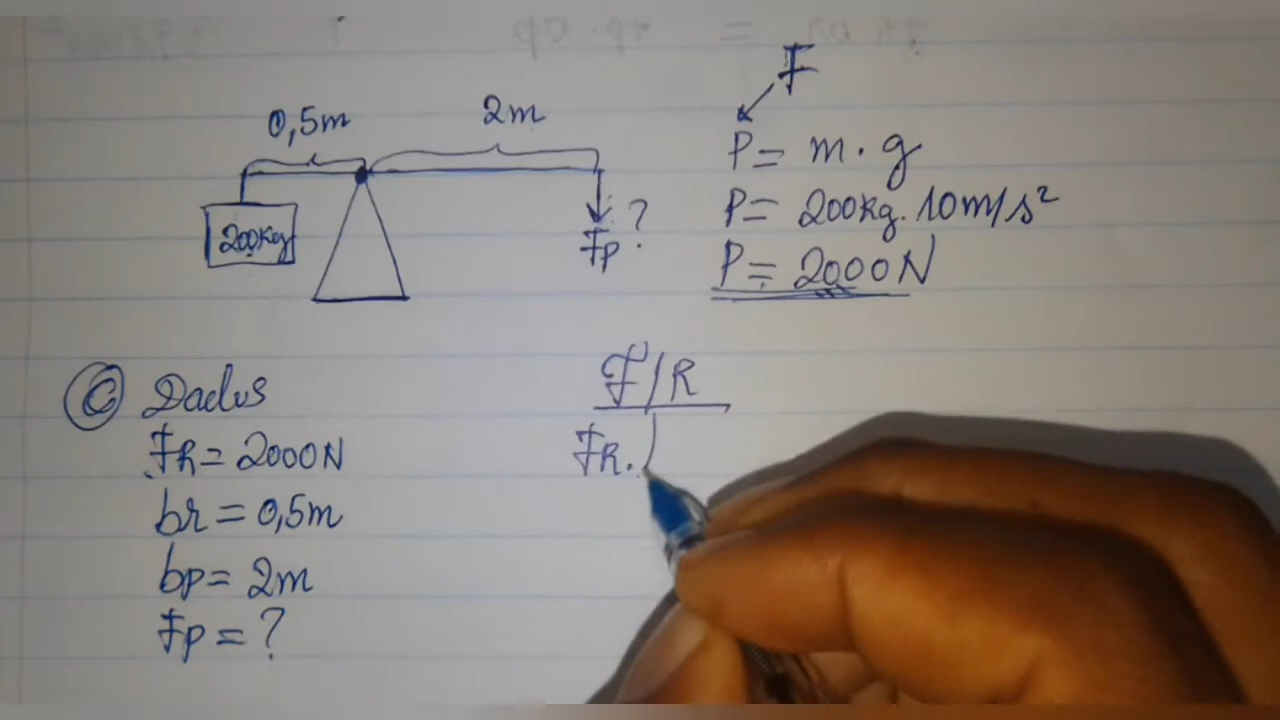 0,5m
2m
200kg
Fp ?
F
P = m . g
P = 200kg . 10m/s²
P = 2000N
C Dados
FR = 2000N
br = 0,5m
bp = 2m
Fp = ?
F/R
FR . b